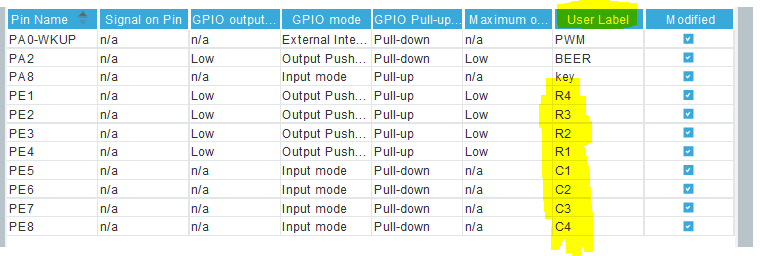 Pin Name Signal on Pin GPIO output... GPIO mode GPIO Pull-up... Maximum o... User Label Modified
PA0-WKUP n/a n/a External Inte... Pull-down n/a PWM
PA2 n/a Low Output Push... Pull-down Low BEER
PA8 n/a n/a Input mode Pull-up n/a key
PE1 n/a Low Output Push... Pull-up Low R4
PE2 n/a Low Output Push... Pull-up Low R3
PE3 n/a Low Output Push... Pull-up Low R2
PE4 n/a Low Output Push... Pull-up Low R1
PE5 n/a n/a Input mode Pull-down n/a C1
PE6 n/a n/a Input mode Pull-down n/a C2
PE7 n/a n/a Input mode Pull-down n/a C3
PE8 n/a n/a Input mode Pull-down n/a C4